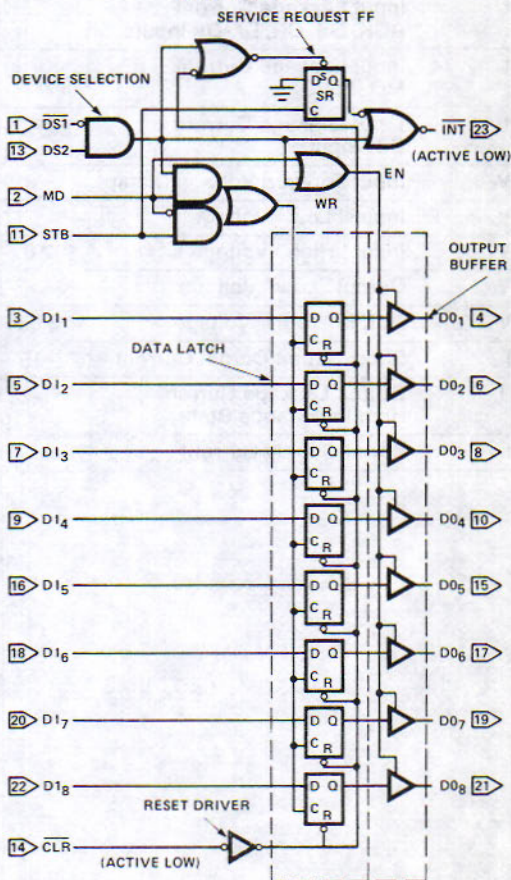 SERVICE REQUEST FF
DEVICE SELECTION
D S Q
SR
C
1 DS1
13 DS2
INT 23
(ACTIVE LOW)
2 MD
EN
WR
11 STB
OUTPUT
BUFFER
3 DI1 D Q C R DO1 4
DATA LATCH
5 DI2 D Q C R DO2 6
7 DI3 D Q C R DO3 8
9 DI4 D Q C R DO4 10
16 DI5 D Q C R DO5 15
18 DI6 D Q C R DO6 17
20 DI7 D Q C R DO7 19
22 DI8 D Q C R DO8 21
RESET DRIVER
14 CLR
(ACTIVE LOW)